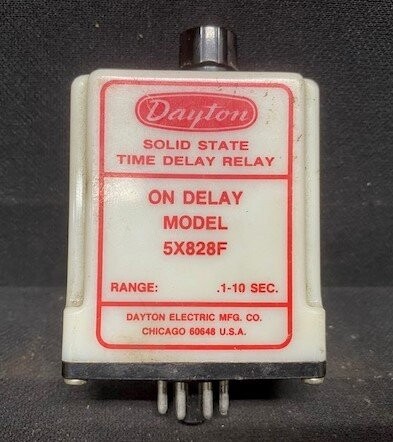 Dayton
SOLID STATE
TIME DELAY RELAY
ON DELAY
MODEL
5X828F
RANGE: .1-10 SEC.
DAYTON ELECTRIC MFG. CO.
CHICAGO 60648 U.S.A.